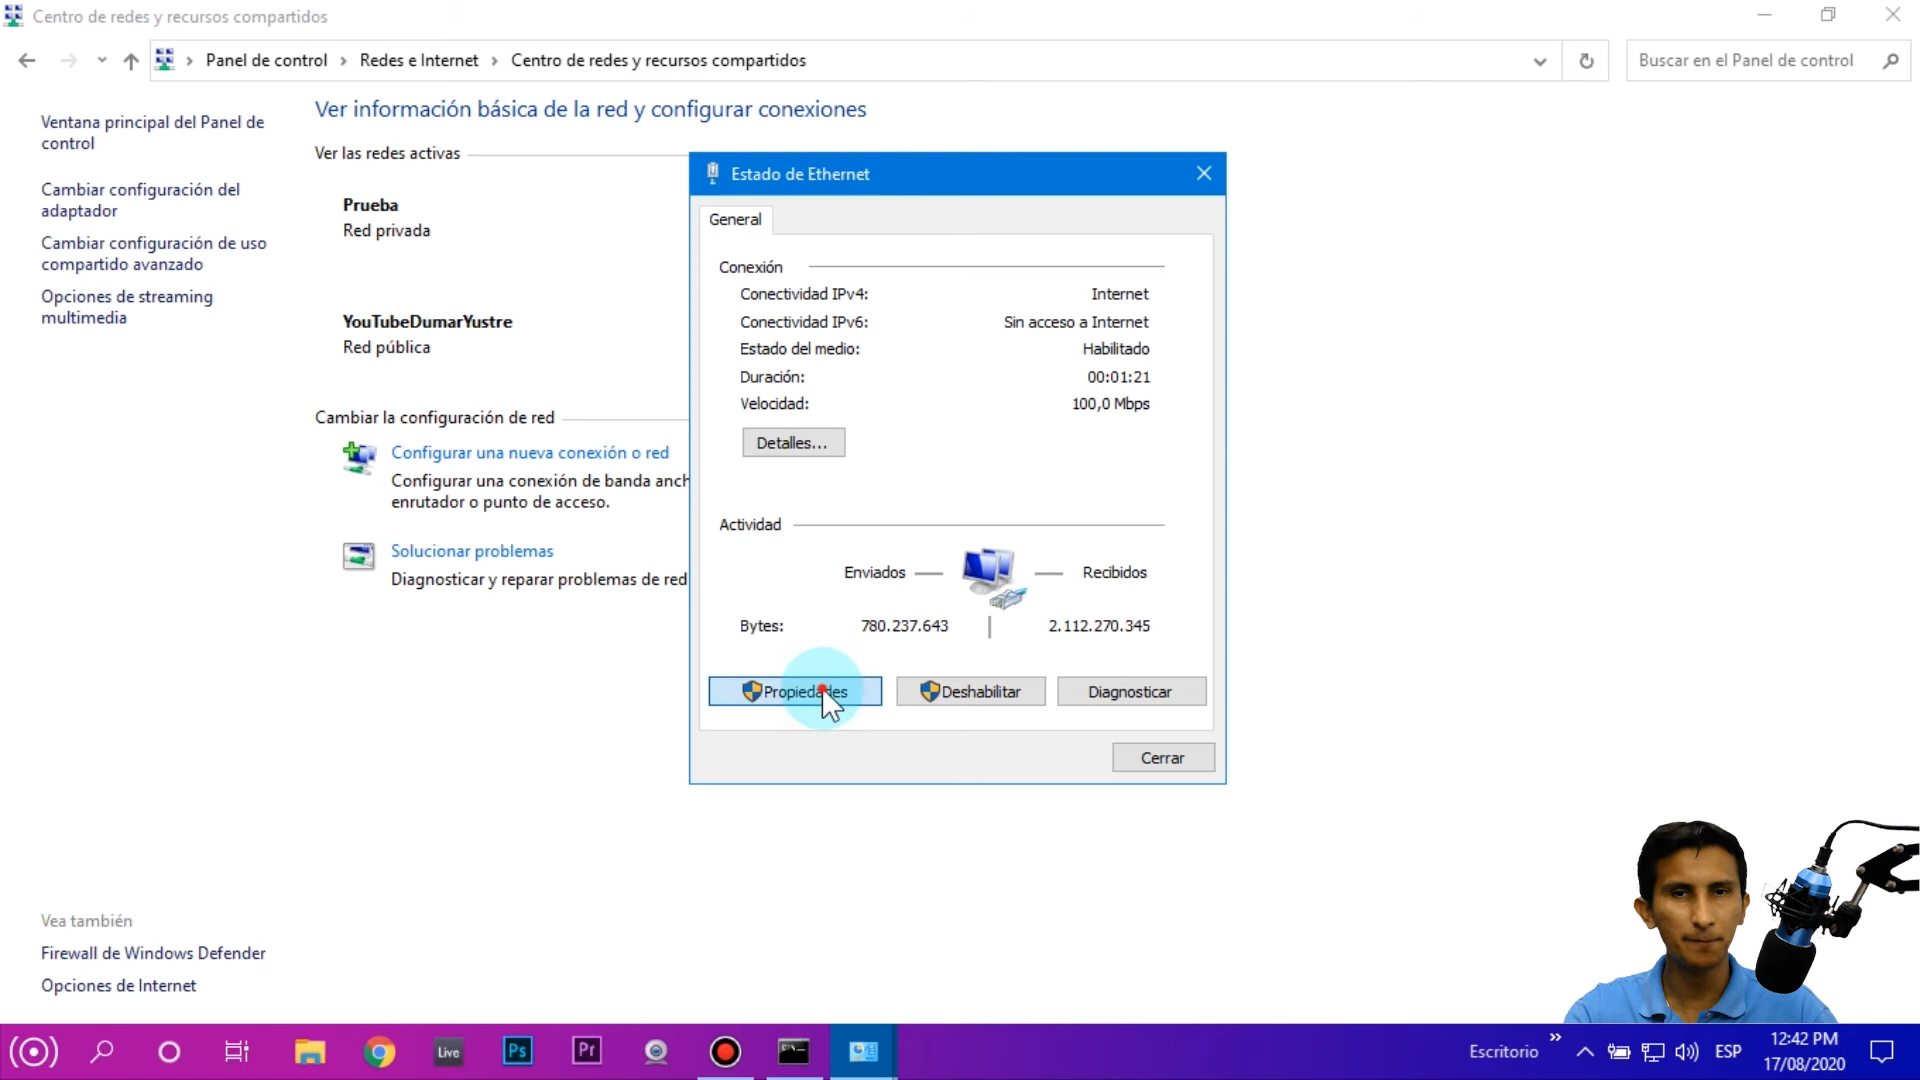 Centro de redes y recursos compartidos
Panel de control > Redes e Internet > Centro de redes y recursos compartidos
Buscar en el Panel de control
Ventana principal del Panel de
control
Cambiar configuración del
adaptador
Cambiar configuración de uso
compartido avanzado
Opciones de streaming
multimedia
Ver información básica de la red y configurar conexiones
Ver las redes activas
Prueba
Red privada
YouTubeDumarYustre
Red pública
Cambiar la configuración de red
Configurar una nueva conexión o red
Configurar una conexión de banda anch
enrutador o punto de acceso.
Solucionar problemas
Diagnosticar y reparar problemas de red
Estado de Ethernet
General
Conexión
Conectividad IPv4: Internet
Conectividad IPv6: Sin acceso a Internet
Estado del medio: Habilitado
Duración: 00:01:21
Velocidad: 100,0 Mbps
Detalles...
Actividad
Enviados — — Recibidos
Bytes: 780.237.643 | 2.112.270.345
Propiedades Deshabilitar Diagnosticar
Cerrar
Vea también
Firewall de Windows Defender
Opciones de Internet
Live
Ps
Pr
Escritorio
ESP
12:42 PM
17/08/2020